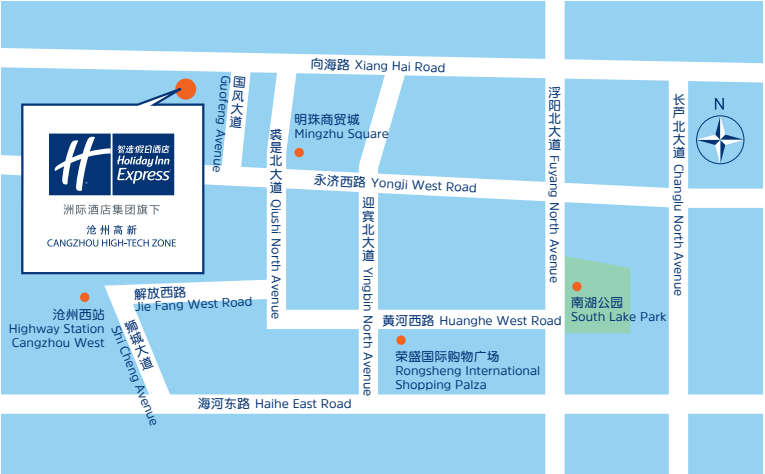 向海路 Xiang Hai Road
国风大道
Guofeng Avenue
浮阳北大道 Fuyang North Avenue
长芦北大道 Changlu North Avenue
N
明珠商贸城
Mingzhu Square
裘是北大道 Qiushi North Avenue
智选假日酒店
Holiday Inn
Express
洲际酒店集团旗下
沧州高新
CANGZHOU HIGH-TECH ZONE
永济西路 Yongji West Road
迎宾北大道 Yingbin North Avenue
解放西路
Jie Fang West Road
沧州西站
Highway Station
Cangzhou West
狮城大道
Shi Cheng Avenue
南湖公园
South Lake Park
黄河西路 Huanghe West Road
荣盛国际购物广场
Rongsheng International
Shopping Palza
海河东路 Haihe East Road